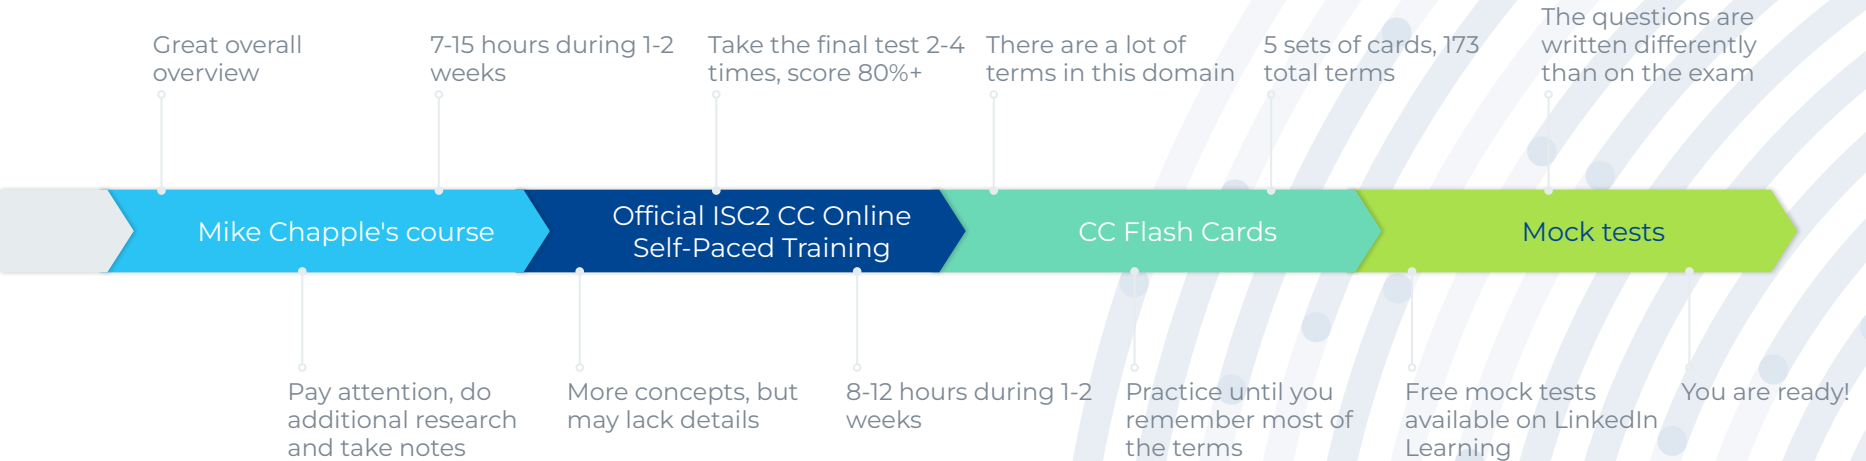 Great overall
overview
7-15 hours during 1-2
weeks
Take the final test 2-4
times, score 80%+
There are a lot of
terms in this domain
5 sets of cards, 173
total terms
The questions are
written differently
than on the exam
Mike Chapple's course
Official ISC2 CC Online
Self-Paced Training
CC Flash Cards
Mock tests
Pay attention, do
additional research
and take notes
More concepts, but
may lack details
8-12 hours during 1-2
weeks
Practice until you
remember most of
the terms
Free mock tests
available on LinkedIn
Learning
You are ready!